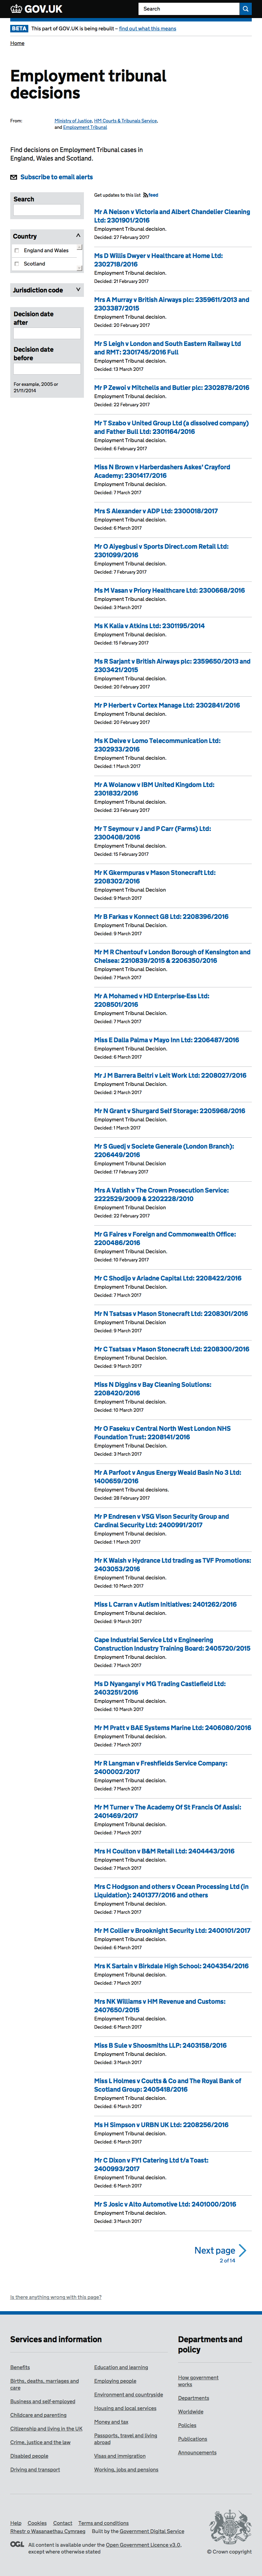 GOV.UK
Search
BETA This part of GOV.UK is being rebuilt – find out what this means
Home
Employment tribunal
decisions
From: Ministry of Justice, HM Courts & Tribunals Service,
and Employment Tribunal
Find decisions on Employment Tribunal cases in
England, Wales and Scotland.
Subscribe to email alerts
Search
Country
England and Wales
Scotland
Jurisdiction code
Decision date
after
Decision date
before
For example, 2005 or
21/11/2014
Get updates to this list feed
Mr A Nelson v Victoria and Albert Chandelier Cleaning
Ltd: 2301901/2016
Employment Tribunal decision.
Decided: 27 February 2017
Ms D Willis Dwyer v Healthcare at Home Ltd:
2302718/2016
Employment Tribunal decision.
Decided: 21 February 2017
Mrs A Murray v British Airways plc: 2359611/2013 and
2303387/2015
Employment Tribunal decision.
Decided: 20 February 2017
Mr S Leigh v London and South Eastern Railway Ltd
and RMT: 2301745/2016 Full
Employment Tribunal decision.
Decided: 13 March 2017
Mr P Zewoi v Mitchells and Butler plc: 2302878/2016
Employment Tribunal decision.
Decided: 22 February 2017
Mr T Szabo v United Group Ltd (a dissolved company)
and Father Bull Ltd: 2301164/2016
Employment Tribunal decision.
Decided: 6 February 2017
Miss N Brown v Harberdashers Askes' Crayford
Academy: 2301417/2016
Employment Tribunal decision.
Decided: 7 March 2017
Mrs S Alexander v ADP Ltd: 2300018/2017
Employment Tribunal decision.
Decided: 6 March 2017
Mr O Aiyegbusi v Sports Direct.com Retail Ltd:
2301099/2016
Employment Tribunal decision.
Decided: 7 February 2017
Ms M Vasan v Priory Healthcare Ltd: 2300668/2016
Employment Tribunal decision.
Decided: 3 March 2017
Ms K Kalia v Atkins Ltd: 2301195/2014
Employment Tribunal decision.
Decided: 15 February 2017
Ms R Sarjant v British Airways plc: 2359650/2013 and
2303421/2015
Employment Tribunal decision.
Decided: 20 February 2017
Mr P Herbert v Cortex Manage Ltd: 2302841/2016
Employment Tribunal decision.
Decided: 20 February 2017
Ms K Deive v Lomo Telecommunication Ltd:
2302933/2016
Employment Tribunal decision.
Decided: 1 March 2017
Mr A Wolanow v IBM United Kingdom Ltd:
2301832/2016
Employment Tribunal decision.
Decided: 23 February 2017
Mr T Seymour v J and P Carr (Farms) Ltd:
2300408/2016
Employment Tribunal decision.
Decided: 15 February 2017
Mr K Gkermpuras v Mason Stonecraft Ltd:
2208302/2016
Employment Tribunal Decision
Decided: 9 March 2017
Mr B Farkas v Konnect GB Ltd: 2208396/2016
Employment Tribunal Decision.
Decided: 9 March 2017
Mr M R Chentouf v London Borough of Kensington and
Chelsea: 2210839/2015 & 2206350/2016
Employment Tribunal Decision.
Decided: 7 March 2017
Mr A Mohamed v HD Enterprise-Ess Ltd:
2208501/2016
Employment Tribunal Decision.
Decided: 7 March 2017
Miss E Dalla Palma v Mayo Inn Ltd: 2206487/2016
Employment Tribunal Decision.
Decided: 6 March 2017
Mr J M Barrera Beltri v Leit Work Ltd: 2208027/2016
Employment Tribunal Decision.
Decided: 2 March 2017
Mr N Grant v Shurgard Self Storage: 2205968/2016
Employment Tribunal Decision.
Decided: 1 March 2017
Mr S Guedj v Societe Generale (London Branch):
2206449/2016
Employment Tribunal Decision
Decided: 17 February 2017
Mrs A Vatish v The Crown Prosecution Service:
2222529/2009 & 2202228/2010
Employment Tribunal Decision
Decided: 22 February 2017
Mr G Faires v Foreign and Commonwealth Office:
2200486/2016
Employment Tribunal Decision.
Decided: 10 February 2017
Mr C Shodijo v Ariadne Capital Ltd: 2208422/2016
Employment Tribunal Decision.
Decided: 7 March 2017
Mr N Tsatsas v Mason Stonecraft Ltd: 2208301/2016
Employment Tribunal Decision
Decided: 9 March 2017
Mr C Tsatsas v Mason Stonecraft Ltd: 2208300/2016
Employment Tribunal Decision.
Decided: 9 March 2017
Miss N Diggins v Bay Cleaning Solutions:
2208420/2016
Employment Tribunal Decision.
Decided: 10 March 2017
Mr O Faseku v Central North West London NHS
Foundation Trust: 2208141/2016
Employment Tribunal Decision.
Decided: 3 March 2017
Mr A Parfoot v Angus Energy Weald Basin No 3 Ltd:
1400659/2016
Employment Tribunal decisions.
Decided: 28 February 2017
Mr P Endresen v VSG Vison Security Group and
Cardinal Security Ltd: 2400991/2017
Employment Tribunal decision.
Decided: 1 March 2017
Mr K Walsh v Hydrance Ltd trading as TVF Promotions:
2403053/2016
Employment Tribunal decision.
Decided: 10 March 2017
Miss L Carran v Autism Initiatives: 2401262/2016
Employment Tribunal decision.
Decided: 9 March 2017
Cape Industrial Service Ltd v Engineering
Construction Industry Training Board: 2405720/2015
Employment Tribunal decision.
Decided: 7 March 2017
Ms D Nyanganyi v MG Trading Castlefield Ltd:
2403251/2016
Employment Tribunal decision.
Decided: 10 March 2017
Mr M Pratt v BAE Systems Marine Ltd: 2406080/2016
Employment Tribunal decision.
Decided: 7 March 2017
Mr R Langman v Freshfields Service Company:
2400002/2017
Employment Tribunal decision.
Decided: 7 March 2017
Mr M Turner v The Academy Of St Francis Of Assisi:
2401469/2017
Employment Tribunal decision.
Decided: 7 March 2017
Mrs H Coulton v B&M Retail Ltd: 2404443/2016
Employment Tribunal decision.
Decided: 7 March 2017
Mrs C Hodgson and others v Ocean Processing Ltd (in
Liquidation): 2401377/2016 and others
Employment Tribunal decision.
Decided: 7 March 2017
Mr M Collier v Brooknight Security Ltd: 2400101/2017
Employment Tribunal decision.
Decided: 6 March 2017
Mrs K Sartain v Birkdale High School: 2404354/2016
Employment Tribunal decision.
Decided: 7 March 2017
Mrs NK Williams v HM Revenue and Customs:
2407650/2015
Employment Tribunal decision.
Decided: 6 March 2017
Miss B Sule v Shoosmiths LLP: 2403158/2016
Employment Tribunal decision.
Decided: 3 March 2017
Miss L Holmes v Coutts & Co and The Royal Bank of
Scotland Group: 2405418/2016
Employment Tribunal decision.
Decided: 6 March 2017
Ms H Simpson v URBN UK Ltd: 2208256/2016
Employment Tribunal decision.
Decided: 6 March 2017
Mr C Dixon v FY1 Catering Ltd t/a Toast:
2400993/2017
Employment Tribunal decision.
Decided: 6 March 2017
Mr S Josic v Alto Automotive Ltd: 2401000/2016
Employment Tribunal decision.
Decided: 3 March 2017
Next page
2 of 14
Is there anything wrong with this page?
Services and information
Benefits
Births, deaths, marriages and
care
Business and self-employed
Childcare and parenting
Citizenship and living in the UK
Crime, justice and the law
Disabled people
Driving and transport
Education and learning
Employing people
Environment and countryside
Housing and local services
Money and tax
Passports, travel and living
abroad
Visas and immigration
Working, jobs and pensions
Departments and
policy
How government
works
Departments
Worldwide
Policies
Publications
Announcements
Help Cookies Contact Terms and conditions
Rhestr o Wasanaethau Cymraeg Built by the Government Digital Service
OGL All content is available under the Open Government Licence v3.0,
except where otherwise stated
© Crown copyright